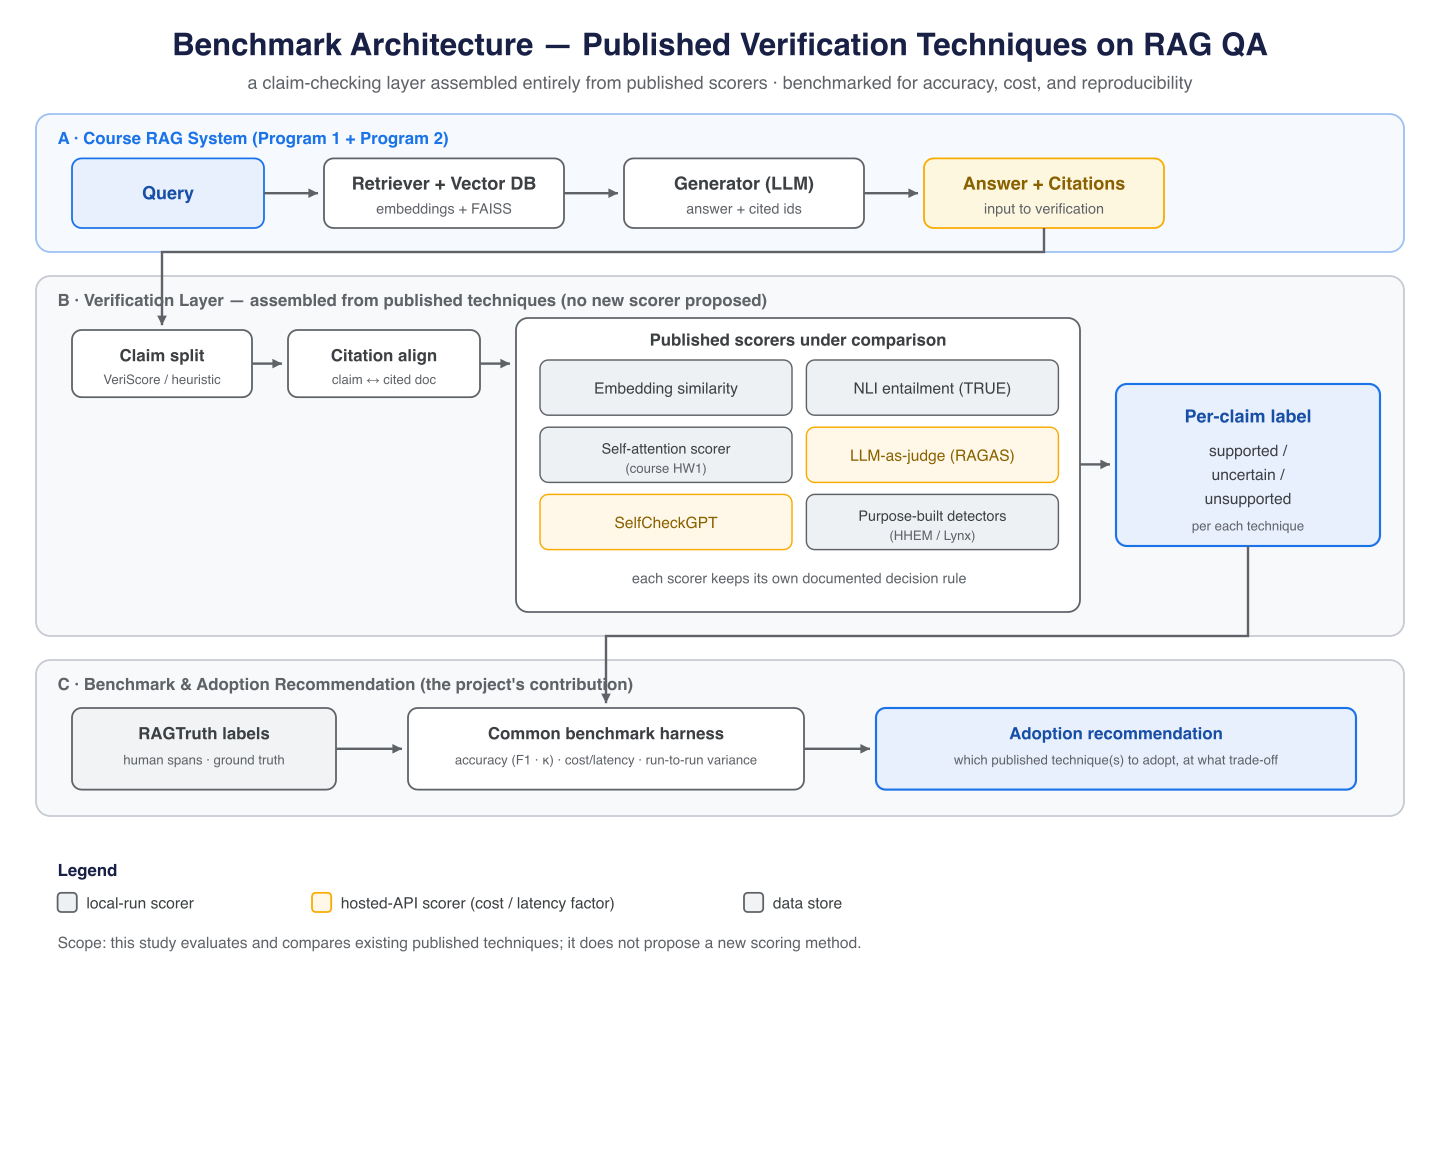 Benchmark Architecture — Published Verification Techniques on RAG QA
a claim-checking layer assembled entirely from published scorers · benchmarked for accuracy, cost, and reproducibility
A · Course RAG System (Program 1 + Program 2)
Query
Retriever + Vector DB
embeddings + FAISS
Generator (LLM)
answer + cited ids
Answer + Citations
input to verification
B · Verification Layer — assembled from published techniques (no new scorer proposed)
Claim split
VeriScore / heuristic
Citation align
claim ↔ cited doc
Published scorers under comparison
Embedding similarity
NLI entailment (TRUE)
Self-attention scorer
(course HW1)
LLM-as-judge (RAGAS)
SelfCheckGPT
Purpose-built detectors
(HHEM / Lynx)
each scorer keeps its own documented decision rule
Per-claim label
supported /
uncertain /
unsupported
per each technique
C · Benchmark & Adoption Recommendation (the project's contribution)
RAGTruth labels
human spans · ground truth
Common benchmark harness
accuracy (F1 · κ) · cost/latency · run-to-run variance
Adoption recommendation
which published technique(s) to adopt, at what trade-off
Legend
local-run scorer
hosted-API scorer (cost / latency factor)
data store
Scope: this study evaluates and compares existing published techniques; it does not propose a new scoring method.